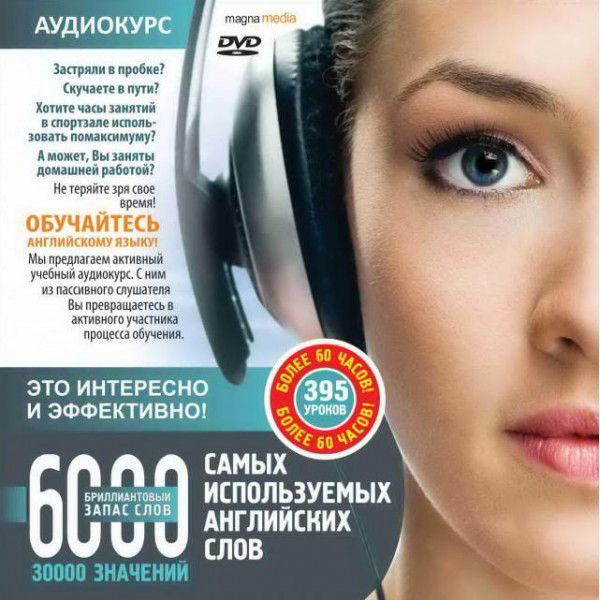 АУДИОКУРС
magna media
DVD
Застряли в пробке?
Скучаете в пути?
Хотите часы занятий
в спортзале исполь-
зовать помаксимуму?
А может, Вы заняты
домашней работой?
Не теряйте зря свое
время!
ОБУЧАЙТЕСЬ
АНГЛИЙСКОМУ ЯЗЫКУ!
Мы предлагаем активный
учебный аудиокурс. С ним
из пассивного слушателя
Вы превращаетесь в
активного участника
процесса обучения.
ЭТО ИНТЕРЕСНО
И ЭФФЕКТИВНО!
БОЛЕЕ 60 ЧАСОВ!
395
УРОКОВ
БОЛЕЕ 60 ЧАСОВ!
6000
БРИЛЛИАНТОВЫЙ
ЗАПАС СЛОВ
30000 ЗНАЧЕНИЙ
САМЫХ
ИСПОЛЬЗУЕМЫХ
АНГЛИЙСКИХ
СЛОВ